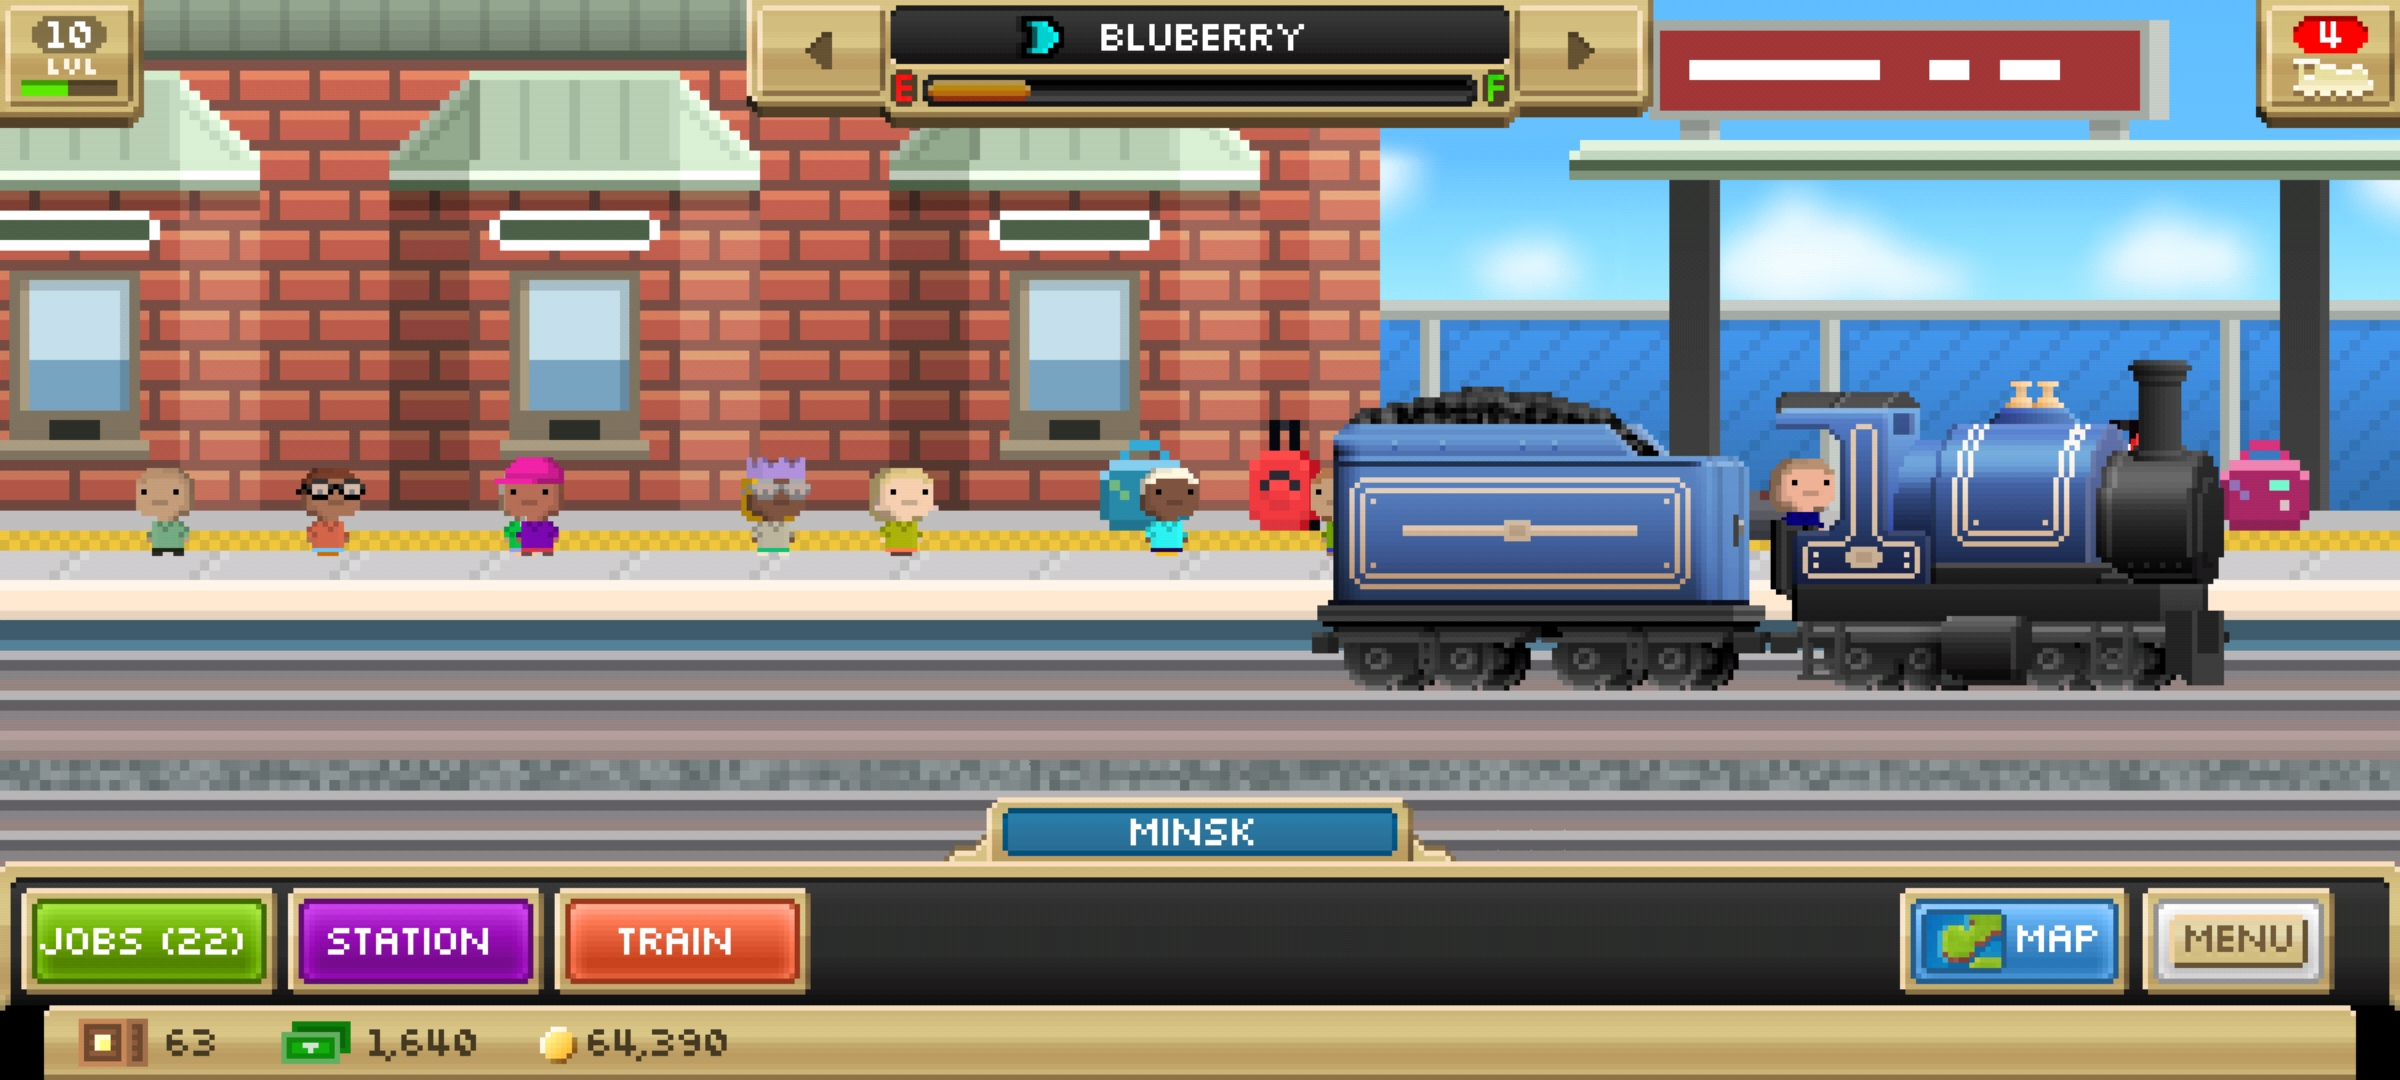 10
LVL
BLUBERRY
E F
4
MINSK
JOBS (22)
STATION
TRAIN
MAP
MENU
63
1,640
64,390